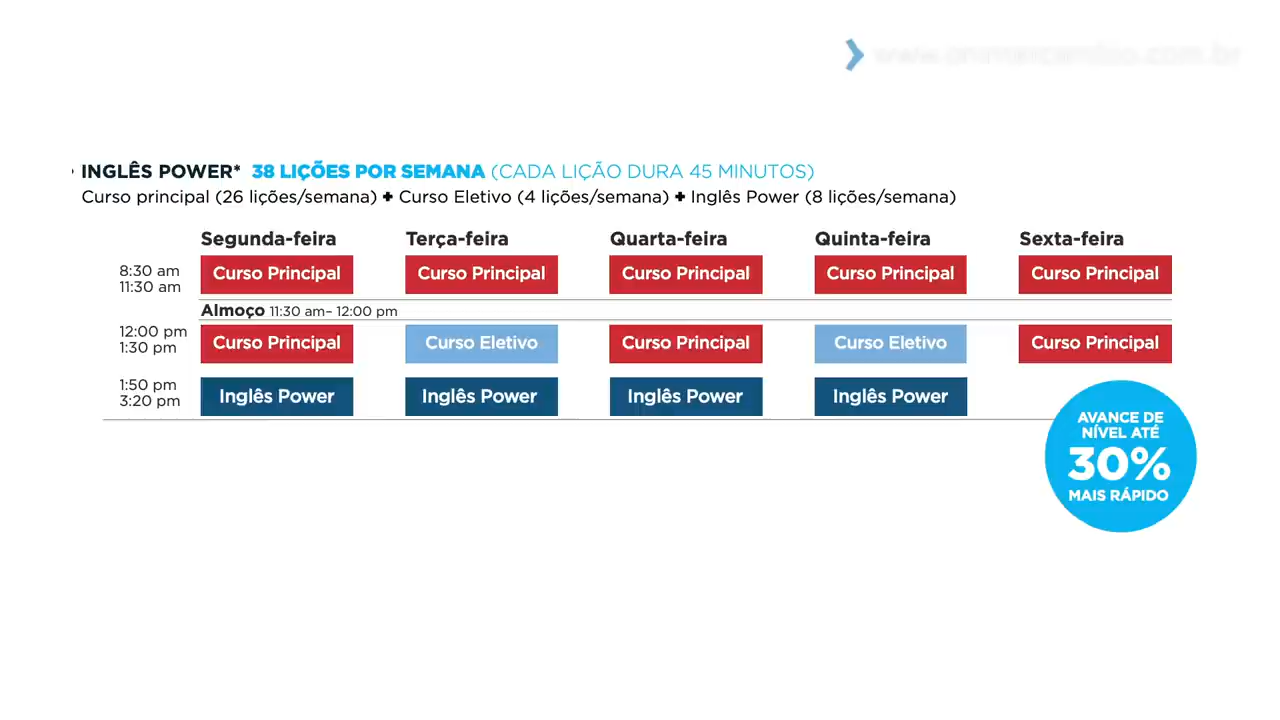 INGLÊS POWER* 38 LIÇÕES POR SEMANA (CADA LIÇÃO DURA 45 MINUTOS)
Curso principal (26 lições/semana) + Curso Eletivo (4 lições/semana) + Inglês Power (8 lições/semana)
Segunda-feira Terça-feira Quarta-feira Quinta-feira Sexta-feira
8:30 am
11:30 am
Curso Principal Curso Principal Curso Principal Curso Principal Curso Principal
Almoço 11:30 am– 12:00 pm
12:00 pm
1:30 pm
Curso Principal Curso Eletivo Curso Principal Curso Eletivo Curso Principal
1:50 pm
3:20 pm
Inglês Power Inglês Power Inglês Power Inglês Power
AVANCE DE
NÍVEL ATÉ
30%
MAIS RÁPIDO